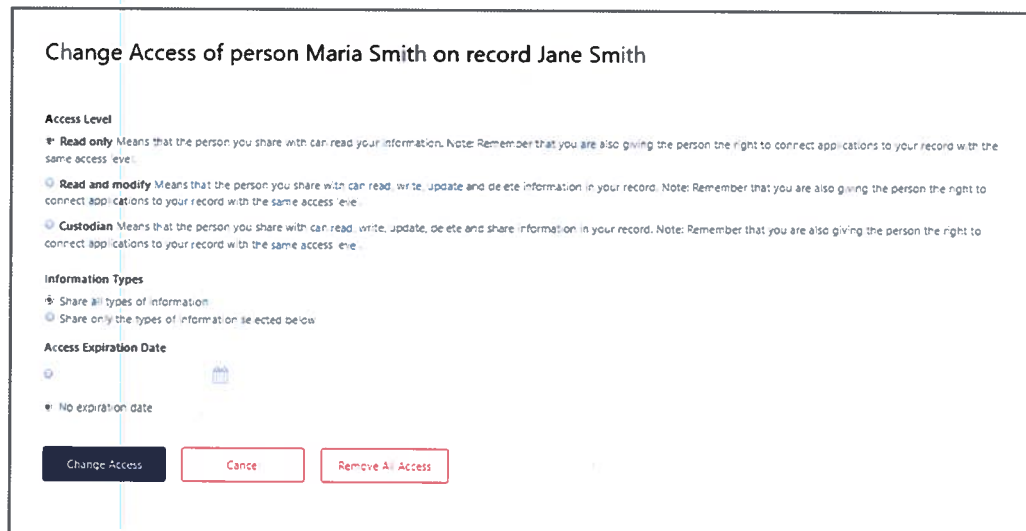 Change Access of person Maria Smith on record Jane Smith
Access Level
Read only Means that the person you share with can read your information. Note: Remember that you are also giving the person the right to connect applications to your record with the
same access level.
Read and modify Means that the person you share with can read, write, update and delete information in your record. Note: Remember that you are also giving the person the right to
connect applications to your record with the same access level.
Custodian Means that the person you share with can read, write, update, delete and share information in your record. Note: Remember that you are also giving the person the right to
connect applications to your record with the same access level.
Information Types
Share all types of information
Share only the types of information selected below
Access Expiration Date
No expiration date
Change Access
Cancel
Remove All Access